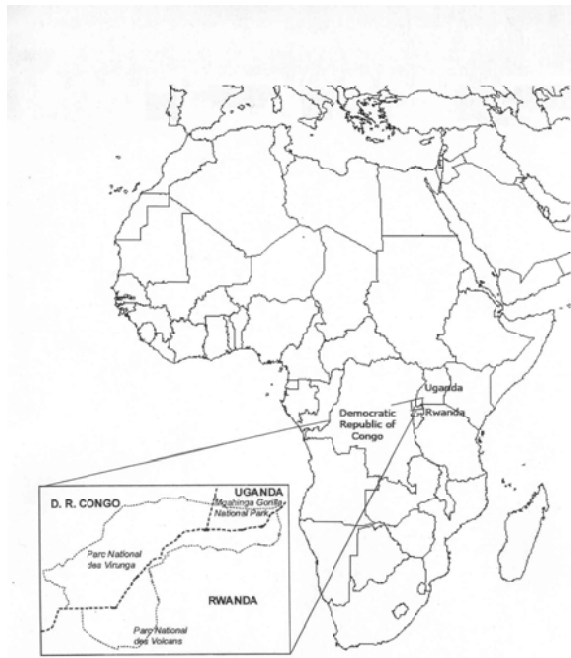 Uganda
Rwanda
Democratic
Republic of
Congo
D. R. CONGO
UGANDA
Mgahinga Gorilla
National Park
Parc National
des Virunga
RWANDA
Parc National
des Volcans